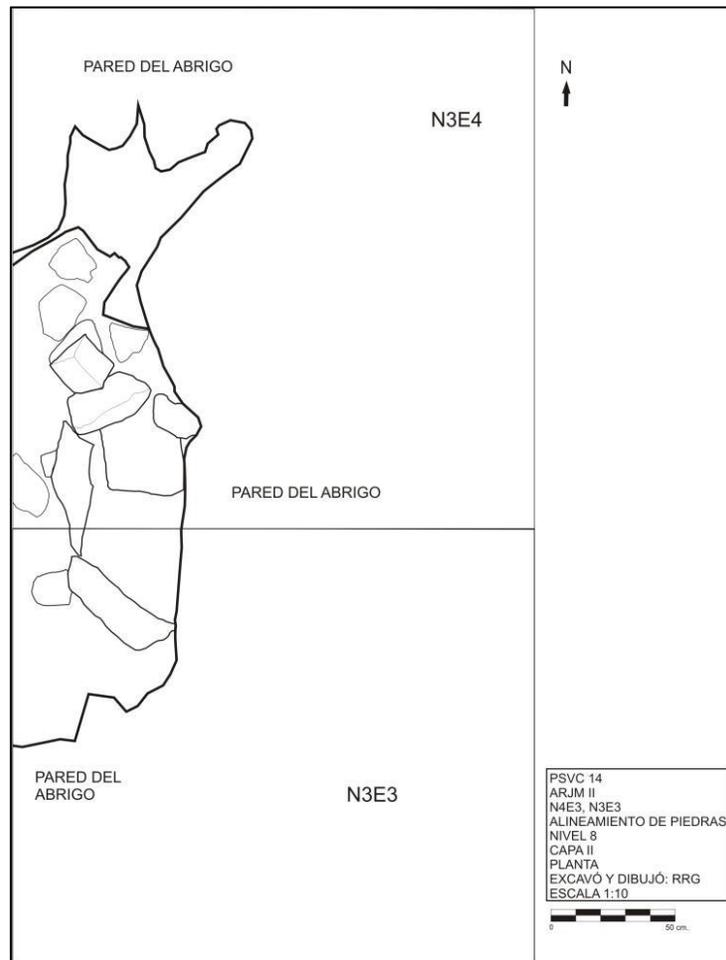 PARED DEL ABRIGO
N
N3E4
PARED DEL ABRIGO
PARED DEL
ABRIGO
N3E3
PSVC 14
ARJM II
N4E3, N3E3
ALINEAMIENTO DE PIEDRAS
NIVEL 8
CAPA II
PLANTA
EXCAVÓ Y DIBUJÓ: RRG
ESCALA 1:10
0 50 cm.